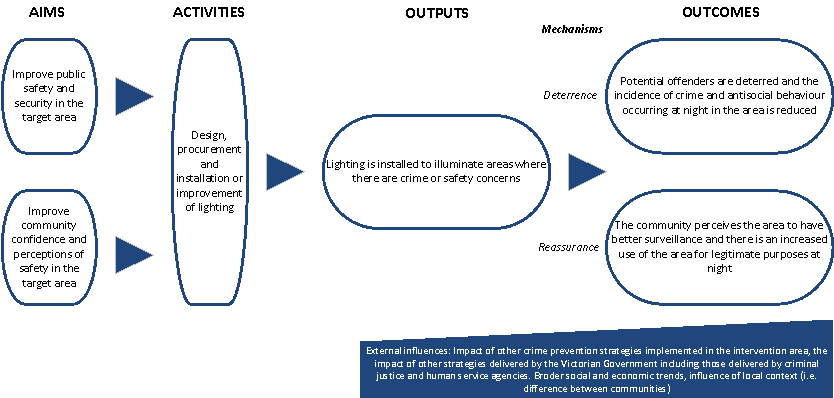 AIMS
ACTIVITIES
OUTPUTS
OUTCOMES
Mechanisms
Improve public
safety and
security in the
target area
Improve
community
confidence and
perceptions of
safety in the
target area
Design,
procurement
and
installation or
improvement
of lighting
Lighting is installed to illuminate areas where
there are crime or safety concerns
Deterrence
Potential offenders are deterred and the
incidence of crime and antisocial behaviour
occurring at night in the area is reduced
Reassurance
The community perceives the area to have
better surveillance and there is an increased
use of the area for legitimate purposes at
night
External influences: Impact of other crime prevention strategies implemented in the intervention area, the
impact of other strategies delivered by the Victorian Government including those delivered by criminal
justice and human service agencies. Broder social and economic trends, influence of local context (i.e.
difference between communities)